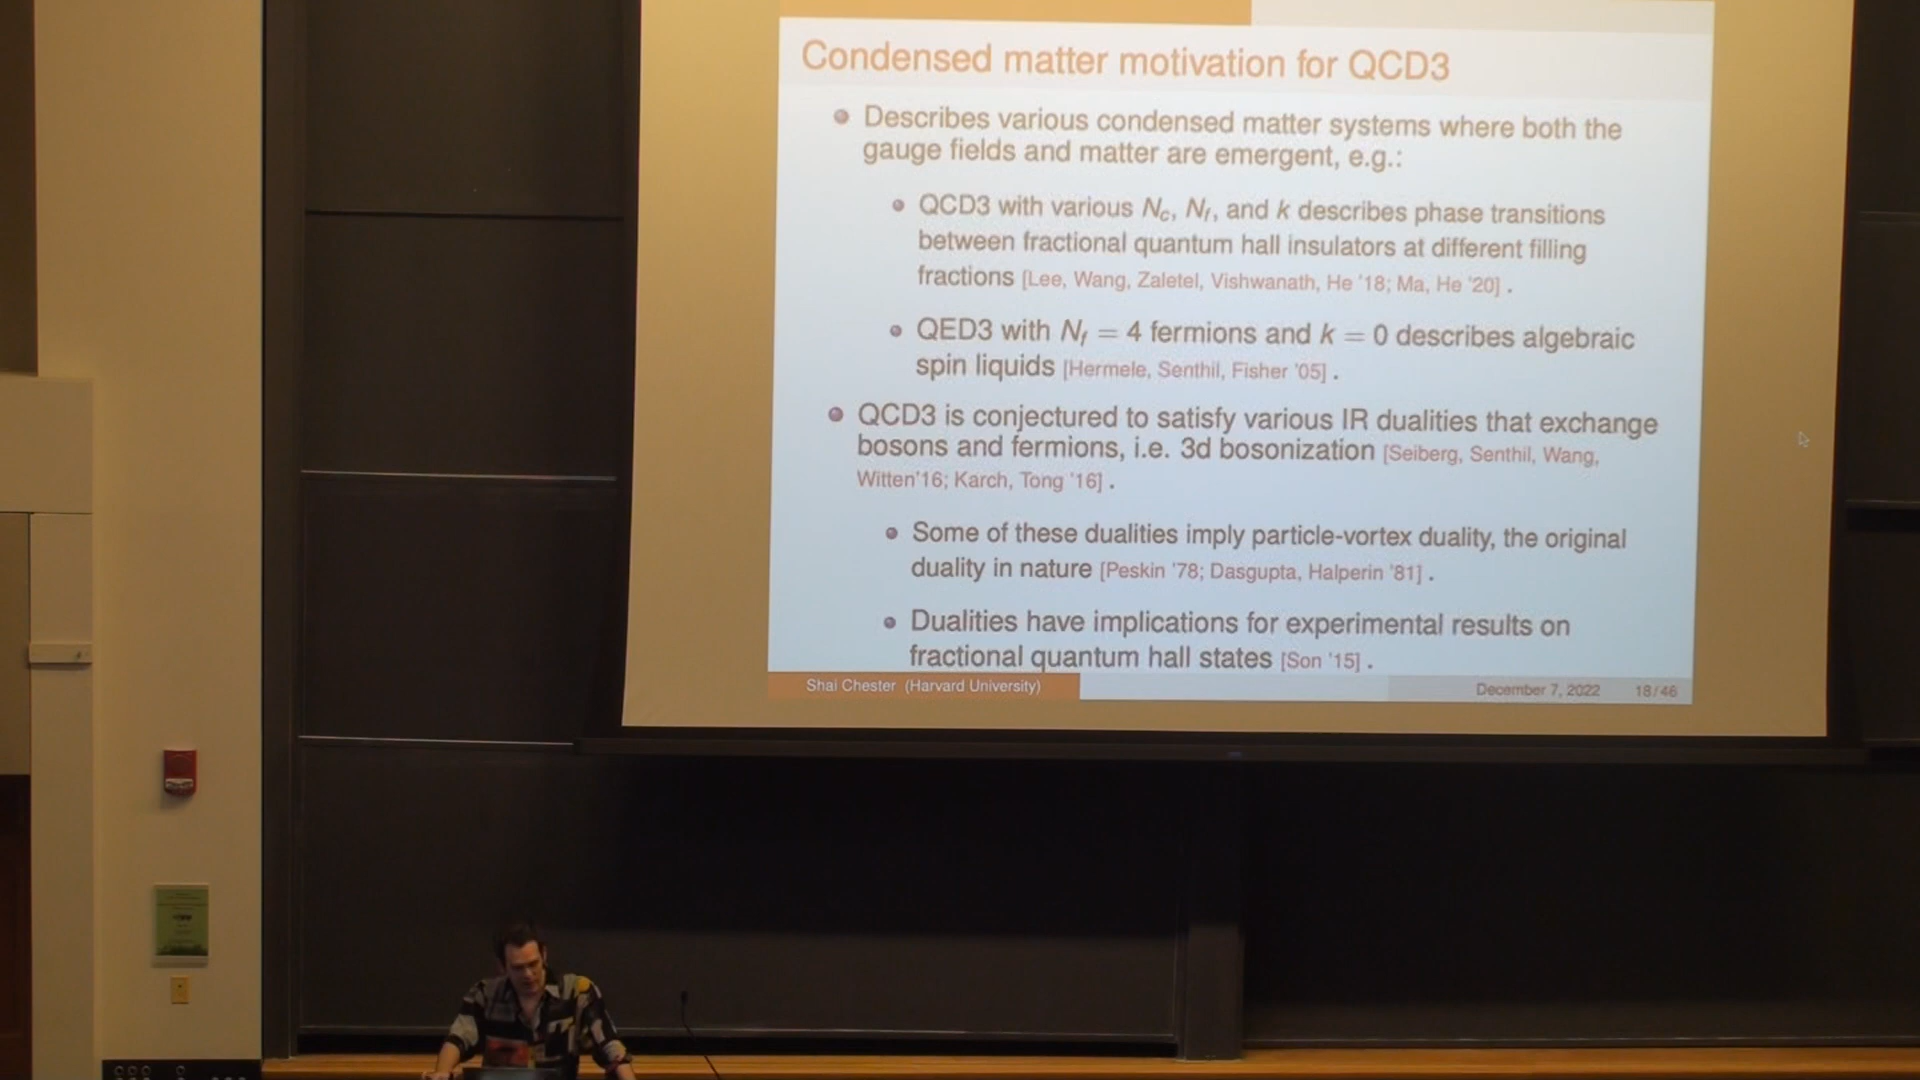 Condensed matter motivation for QCD3
Describes various condensed matter systems where both the
gauge fields and matter are emergent, e.g.:
QCD3 with various Nc, Nf, and k describes phase transitions
between fractional quantum hall insulators at different filling
fractions [Lee, Wang, Zaletel, Vishwanath, He '18; Ma, He '20] .
QED3 with Nf = 4 fermions and k = 0 describes algebraic
spin liquids [Hermele, Senthil, Fisher '05] .
QCD3 is conjectured to satisfy various IR dualities that exchange
bosons and fermions, i.e. 3d bosonization [Seiberg, Senthil, Wang,
Witten'16; Karch, Tong '16] .
Some of these dualities imply particle-vortex duality, the original
duality in nature [Peskin '78; Dasgupta, Halperin '81] .
Dualities have implications for experimental results on
fractional quantum hall states [Son '15] .
Shai Chester (Harvard University)
December 7, 2022
18/46